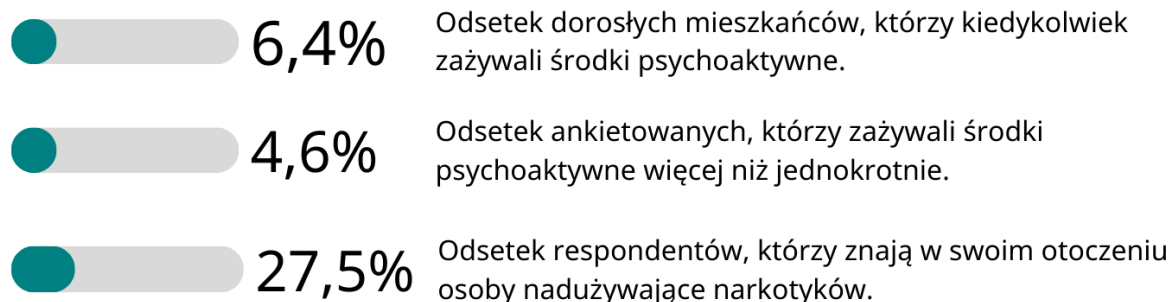 6,4%
Odsetek dorosłych mieszkańców, którzy kiedykolwiek
zażywali środki psychoaktywne.
4,6%
Odsetek ankietowanych, którzy zażywali środki
psychoaktywne więcej niż jednokrotnie.
27,5%
Odsetek respondentów, którzy znają w swoim otoczeniu
osoby nadużywające narkotyków.